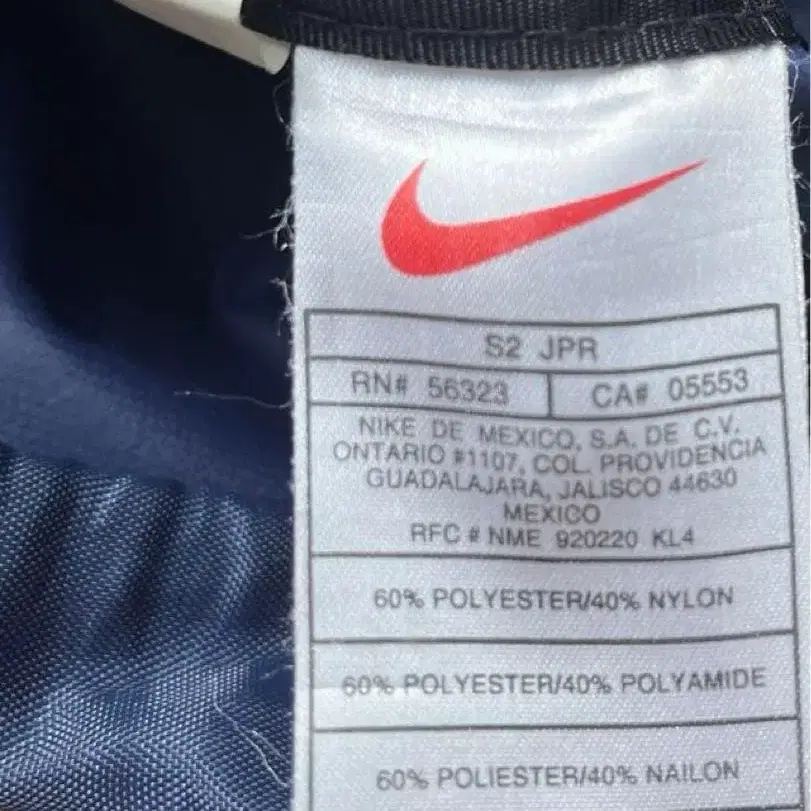 S2 JPR
RN# 56323 CA# 05553
NIKE DE MEXICO, S.A. DE C.V.
ONTARIO #1107, COL. PROVIDENCIA
GUADALAJARA, JALISCO 44630
MEXICO
RFC # NME 920220 KL4
60% POLYESTER/40% NYLON
60% POLYESTER/40% POLYAMIDE
60% POLIESTER/40% NAILON